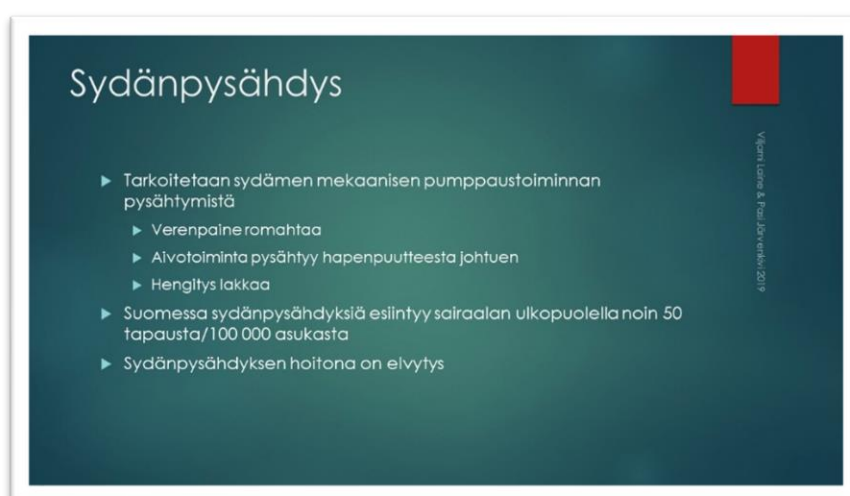 Sydänpysähdys
Tarkoitetaan sydämen mekaanisen pumppaustoiminnan
pysähtymistä
Verenpaine romahtaa
Aivotoiminta pysähtyy hapenpuutteesta johtuen
Hengitys lakkaa
Suomessa sydänpysähdyksiä esiintyy sairaalan ulkopuolella noin 50
tapausta/100 000 asukasta
Sydänpysähdyksen hoitona on elvytys
Viljami Laine & Pasi Järvenkivi 2019